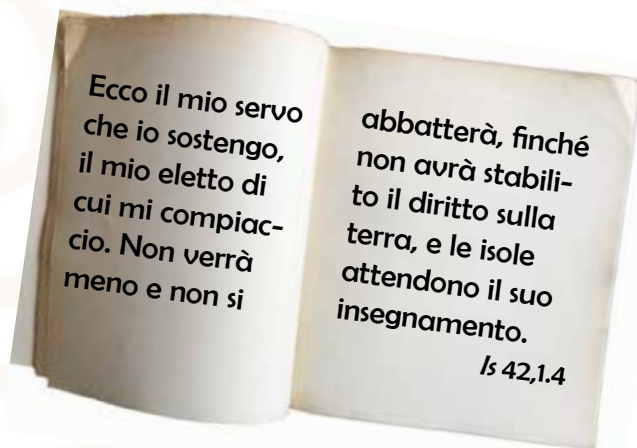 Ecco il mio servo
che io sostengo,
il mio eletto di
cui mi compiac-
cio. Non verrà
meno e non si
abbatterà, finché
non avrà stabili-
to il diritto sulla
terra, e le isole
attendono il suo
insegnamento.
Is 42,1.4